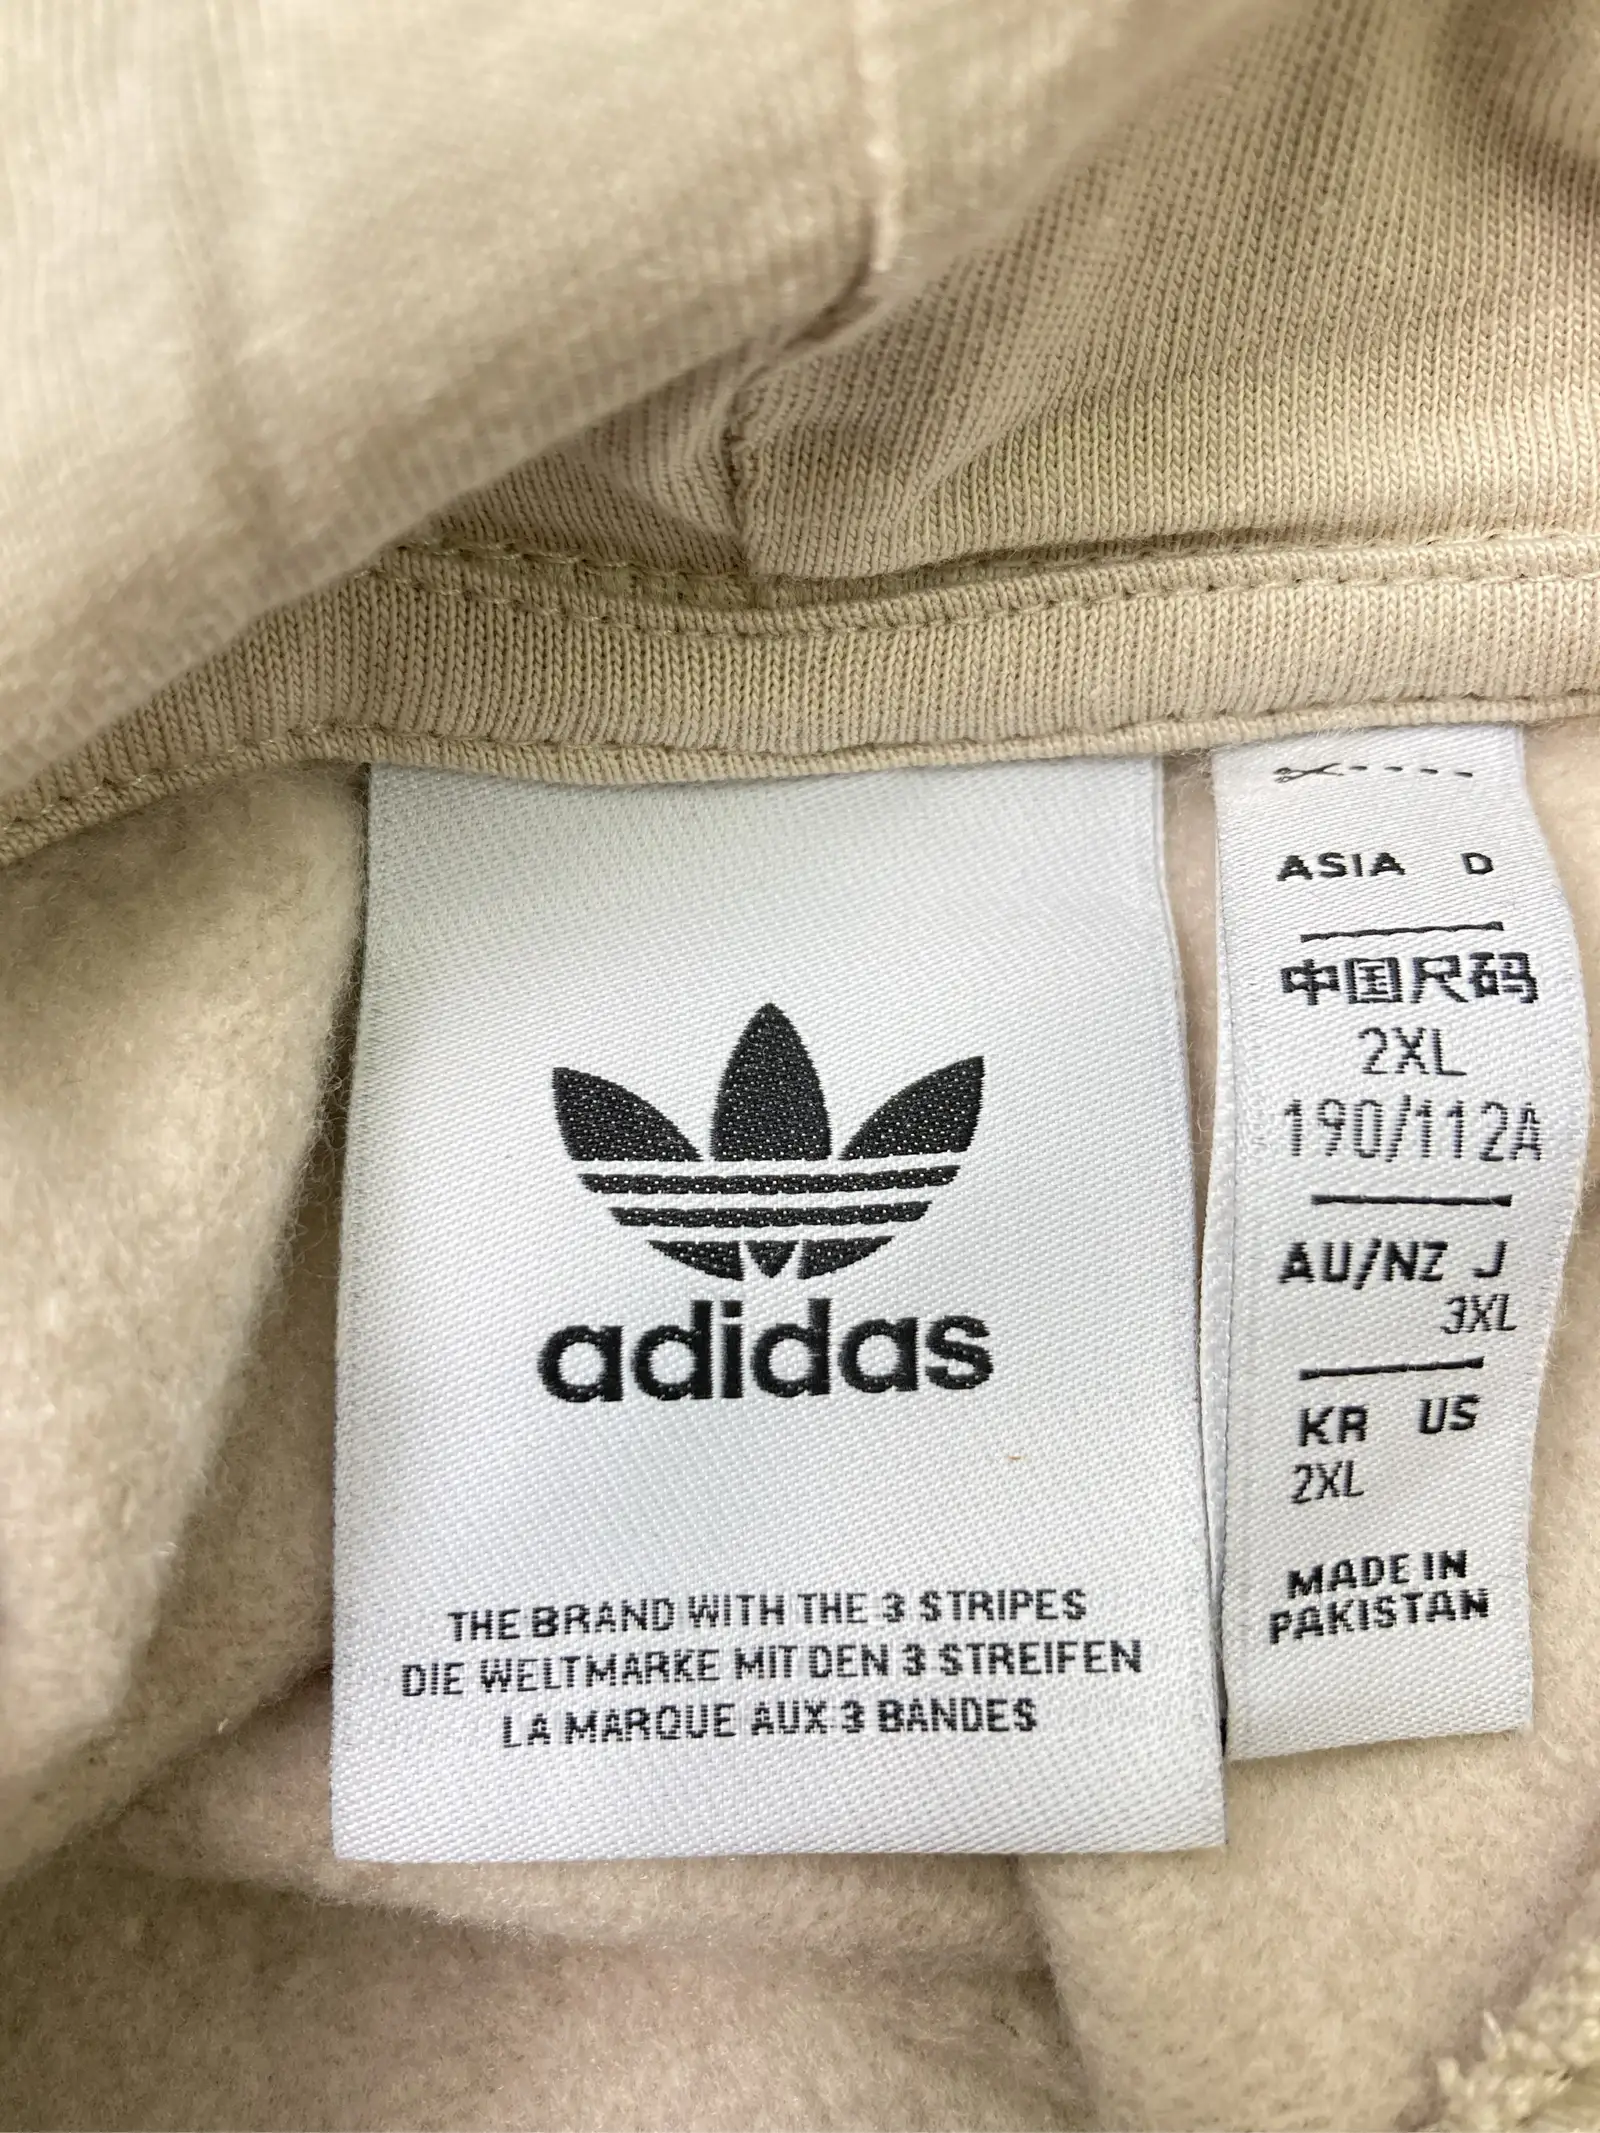 adidas
THE BRAND WITH THE 3 STRIPES
DIE WELTMARKE MIT DEN 3 STREIFEN
LA MARQUE AUX 3 BANDES
ASIA D
中国尺码
2XL
190/112A
AU/NZ J
3XL
KR US
2XL
MADE IN
PAKISTAN